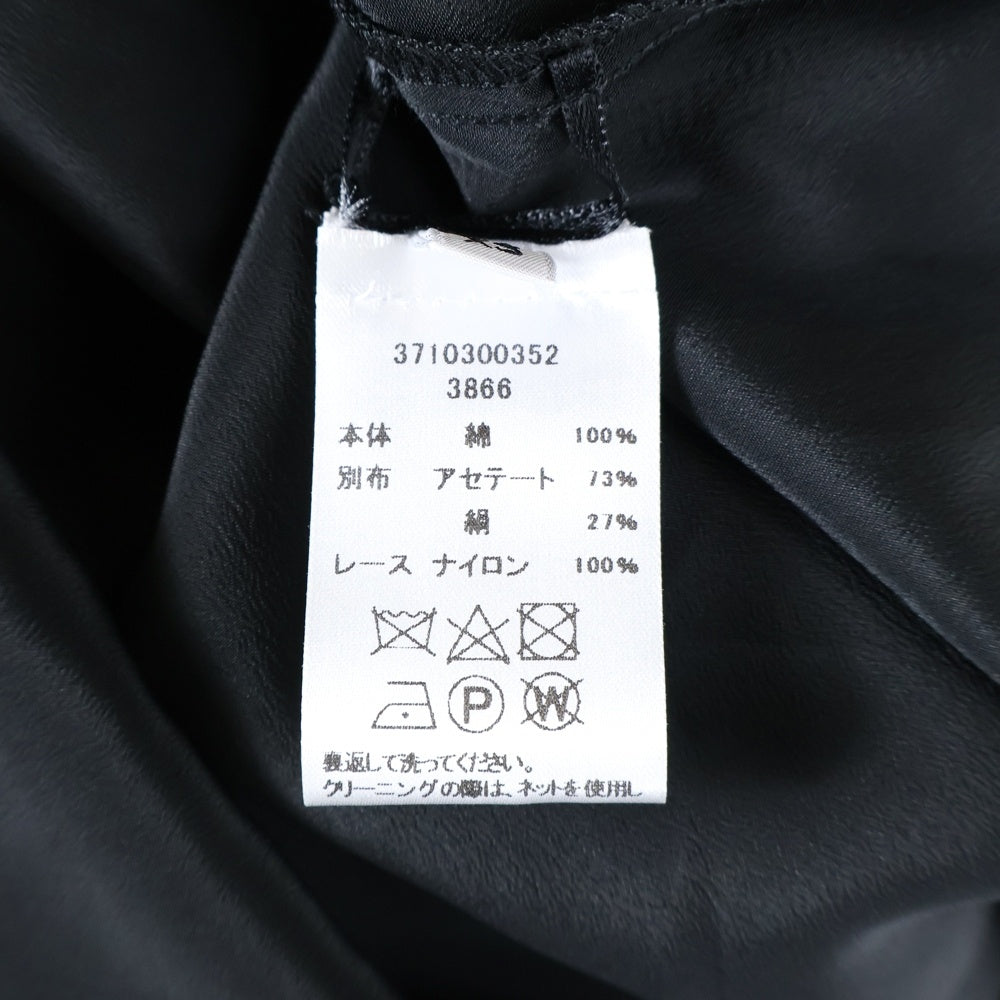 3710300352
3866
本体 綿 100%
別布 アセテート 73%
絹 27%
レース ナイロン 100%
P W
裏返して洗ってください。
クリーニングの際は、ネットを使用し